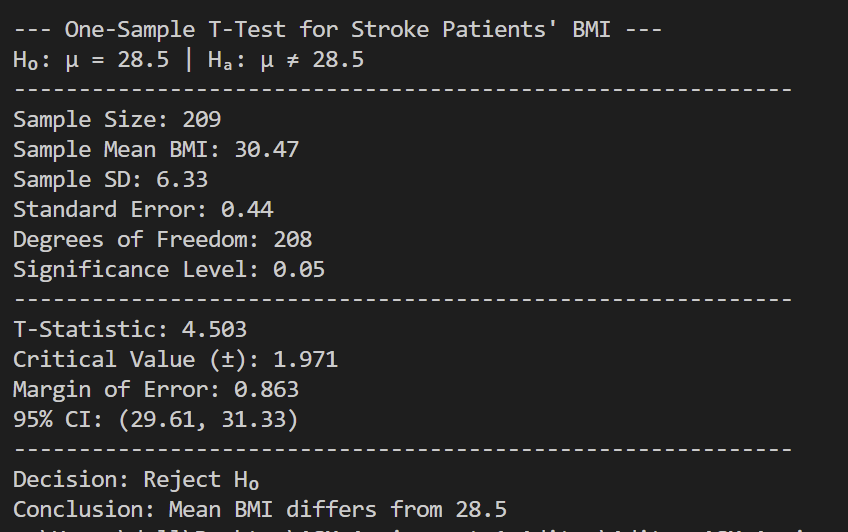 --- One-Sample T-Test for Stroke Patients' BMI ---
H₀: μ = 28.5 | Hₐ: μ ≠ 28.5
------------------------------------------------------------
Sample Size: 209
Sample Mean BMI: 30.47
Sample SD: 6.33
Standard Error: 0.44
Degrees of Freedom: 208
Significance Level: 0.05
------------------------------------------------------------
T-Statistic: 4.503
Critical Value (±): 1.971
Margin of Error: 0.863
95% CI: (29.61, 31.33)
------------------------------------------------------------
Decision: Reject H₀
Conclusion: Mean BMI differs from 28.5